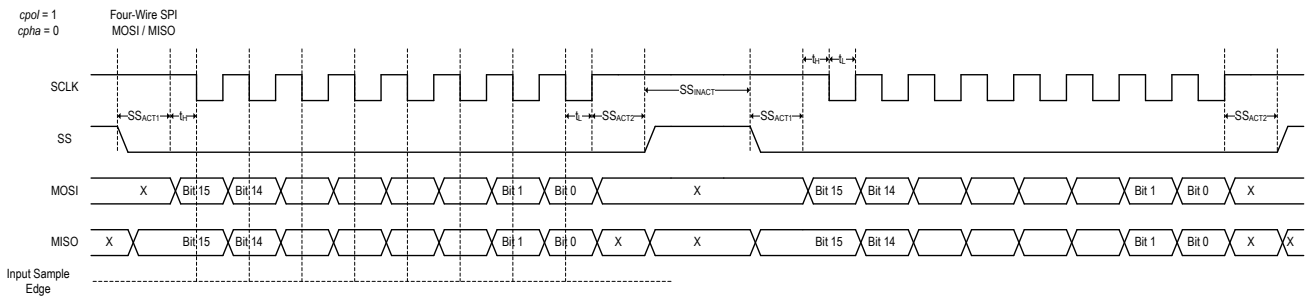 cpol = 1 Four-Wire SPI
cpha = 0 MOSI / MISO
tH tL
SCLK
SSINACT
SSACT1 tH tL SSACT2 SSACT1 SSACT2
SS
MOSI X Bit 15 Bit 14 Bit 1 Bit 0 X Bit 15 Bit 14 Bit 1 Bit 0 X
MISO X Bit 15 Bit 14 Bit 1 Bit 0 X X Bit 15 Bit 14 Bit 1 Bit 0 X X
Input Sample
Edge